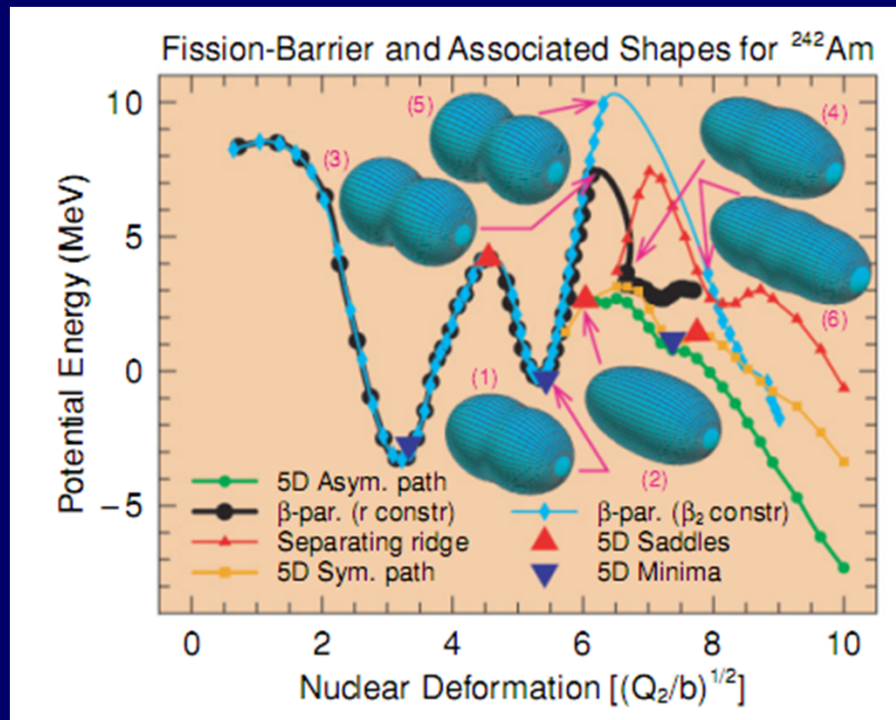 Fission-Barrier and Associated Shapes for ²⁴²Am
Potential Energy (MeV)
10
5
0
−5
(5)
(4)
(3)
(6)
(1)
(2)
5D Asym. path
β-par. (r constr)
β-par. (β₂ constr)
Separating ridge
5D Saddles
5D Sym. path
5D Minima
0 2 4 6 8 10
Nuclear Deformation [(Q₂/b)¹/²]